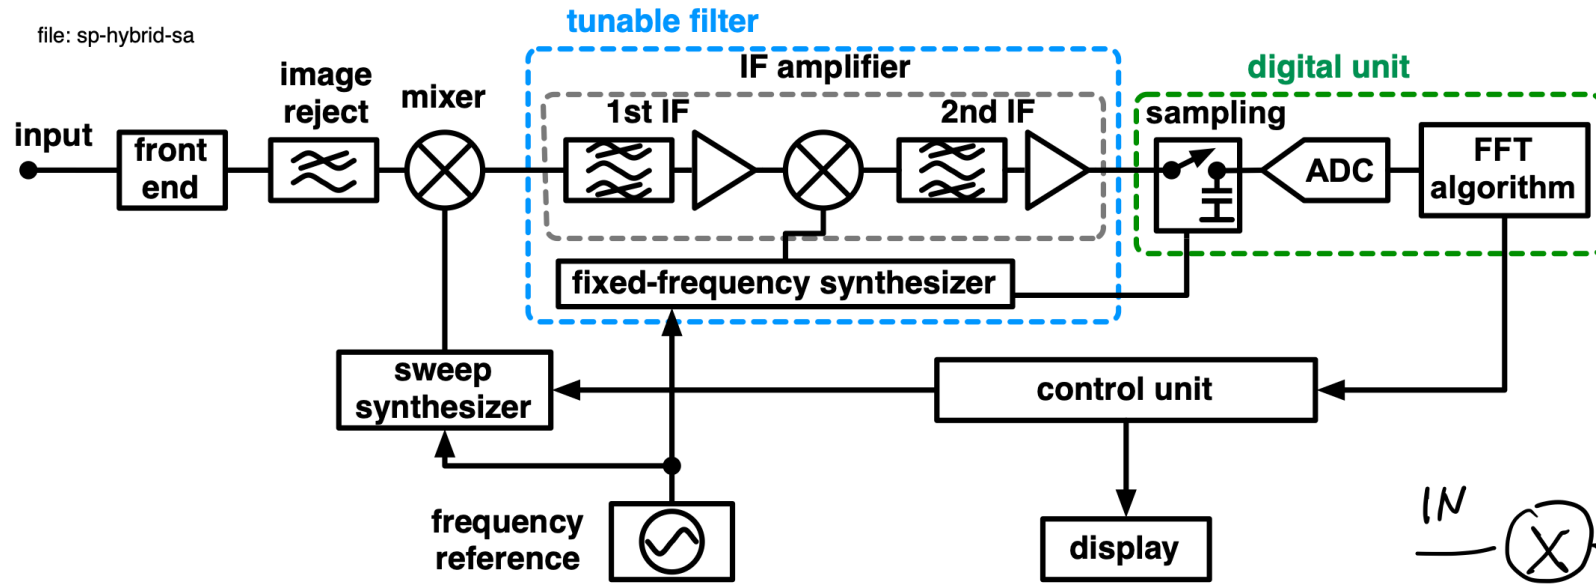 file: sp-hybrid-sa
tunable filter
IF amplifier
digital unit
image
reject
mixer
1st IF
2nd IF
sampling
input
front
end
ADC
FFT
algorithm
fixed-frequency synthesizer
sweep
synthesizer
control unit
frequency
reference
display
IN
X